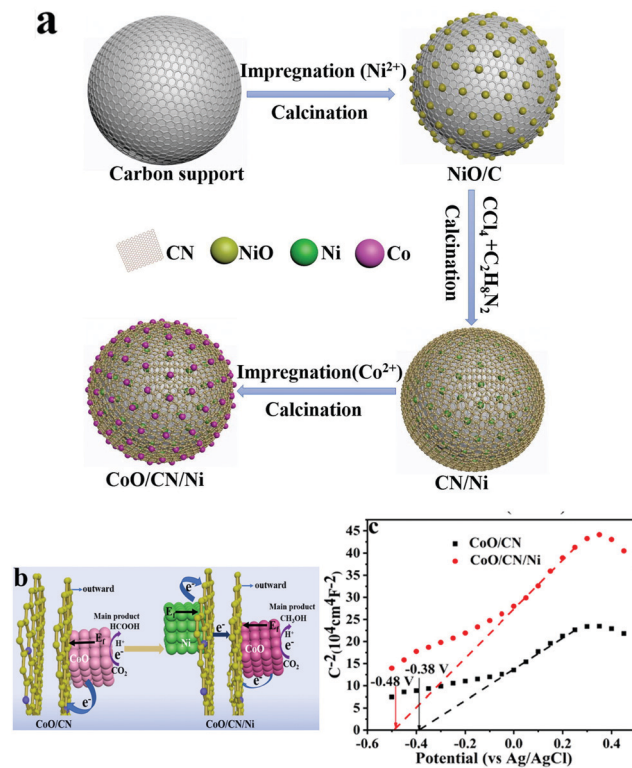 a
Impregnation (Ni²⁺)
Calcination
Carbon support
NiO/C
CCl₄ +C₂H₈N₂
Calcination
CN
NiO
Ni
Co
Impregnation(Co²⁺)
Calcination
CoO/CN/Ni
CN/Ni
b
outward
Main product
HCOOH
E_f
H⁺
CoO
e⁻
CO₂
e⁻
CoO/CN
e⁻
E_f
Ni
e⁻
outward
Main product
CH₃OH
E_f
H⁺
CoO
e⁻
CO₂
e⁻
CoO/CN/Ni
c
C⁻²(10⁴cm⁴F⁻²)
45
40
35
30
25
20
15
10
5
0
CoO/CN
CoO/CN/Ni
-0.48 V
-0.38 V
-0.6 -0.4 -0.2 0.0 0.2 0.4
Potential (vs Ag/AgCl)